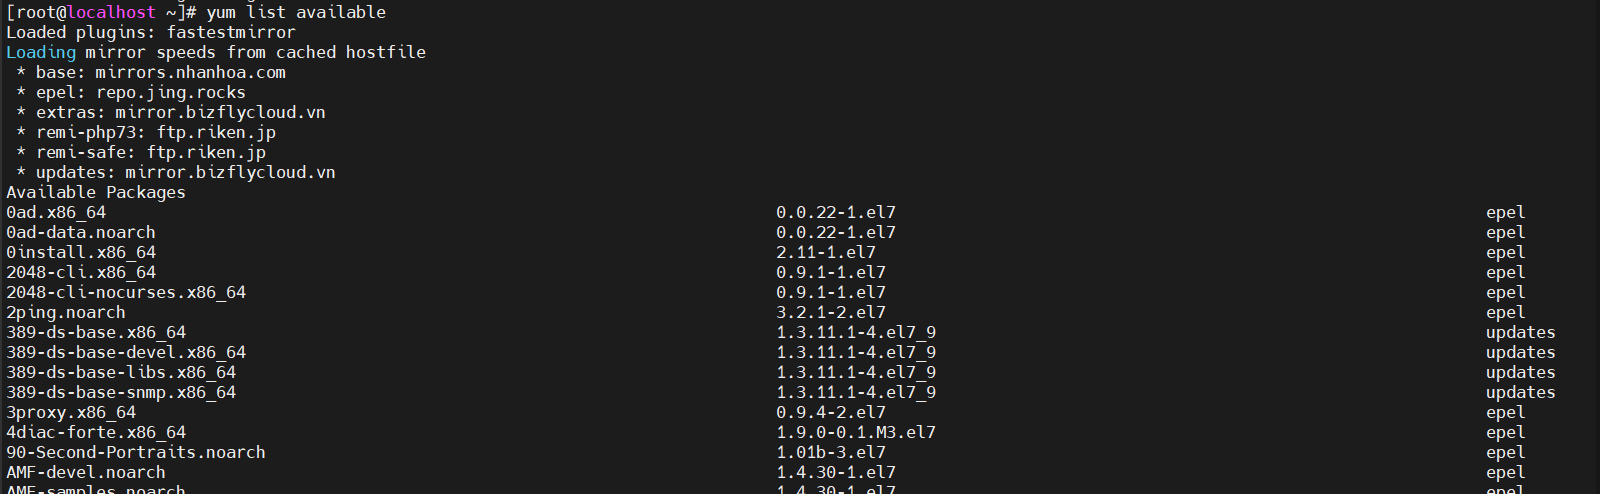 [root@localhost ~]# yum list available
Loaded plugins: fastestmirror
Loading mirror speeds from cached hostfile
 * base: mirrors.nhanhoa.com
 * epel: repo.jing.rocks
 * extras: mirror.bizflycloud.vn
 * remi-php73: ftp.riken.jp
 * remi-safe: ftp.riken.jp
 * updates: mirror.bizflycloud.vn
Available Packages
0ad.x86_64 0.0.22-1.el7 epel
0ad-data.noarch 0.0.22-1.el7 epel
0install.x86_64 2.11-1.el7 epel
2048-cli.x86_64 0.9.1-1.el7 epel
2048-cli-nocurses.x86_64 0.9.1-1.el7 epel
2ping.noarch 3.2.1-2.el7 epel
389-ds-base.x86_64 1.3.11.1-4.el7_9 updates
389-ds-base-devel.x86_64 1.3.11.1-4.el7_9 updates
389-ds-base-libs.x86_64 1.3.11.1-4.el7_9 updates
389-ds-base-snmp.x86_64 1.3.11.1-4.el7_9 updates
3proxy.x86_64 0.9.4-2.el7 epel
4diac-forte.x86_64 1.9.0-0.1.M3.el7 epel
90-Second-Portraits.noarch 1.01b-3.el7 epel
AMF-devel.noarch 1.4.30-1.el7 epel
AMF-samples.noarch 1.4.30-1.el7 epel